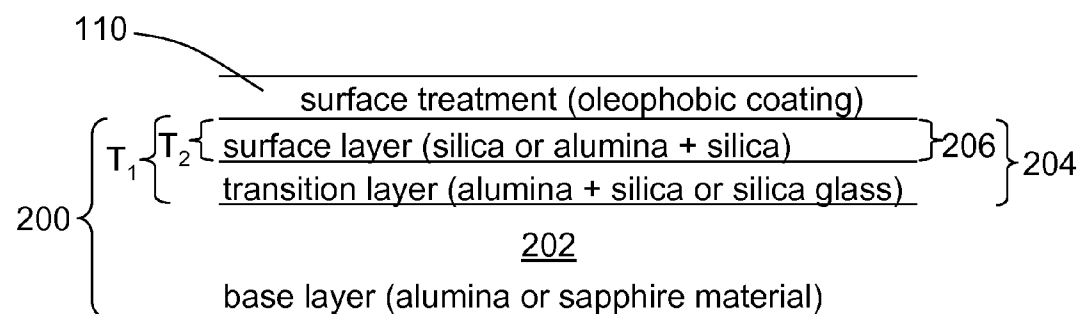 110
surface treatment (oleophobic coating)
T1 T2 surface layer (silica or alumina + silica) 206 204
transition layer (alumina + silica or silica glass)
200
202
base layer (alumina or sapphire material)